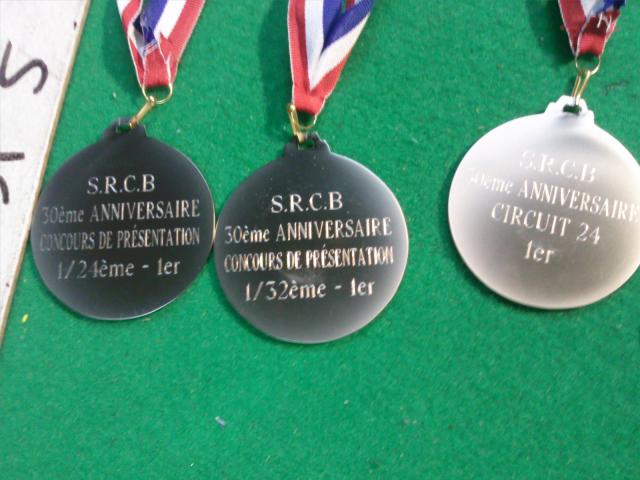 S.R.C.B
30ème ANNIVERSAIRE
CONCOURS DE PRÉSENTATION
1/24ème - 1er
S.R.C.B
30ème ANNIVERSAIRE
CONCOURS DE PRÉSENTATION
1/32ème - 1er
S.R.C.B
30ème ANNIVERSAIRE
CIRCUIT 24
1er